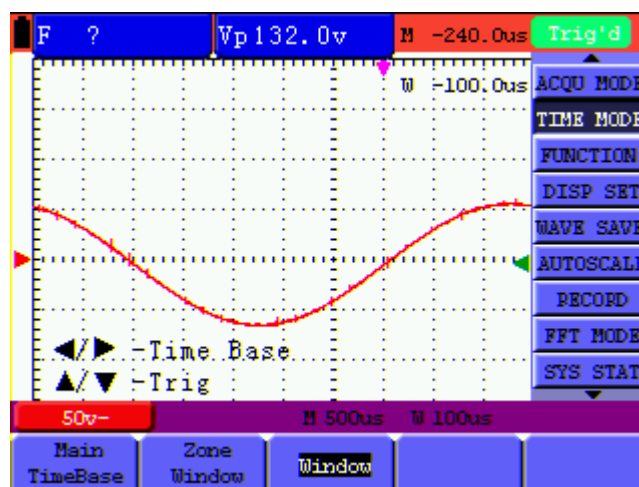 F ?
Vp132.0v
M -240.0us
Trig'd
W -100.0us
ACQU MODE
TIME MODE
FUNCTION
DISP SET
WAVE SAVE
AUTOSCALE
RECORD
FFT MODE
SYS STAT
◀/▶ -Time Base
▲/▼ -Trig
50v~
M 500us W 100us
Main TimeBase
Zone Window
Window